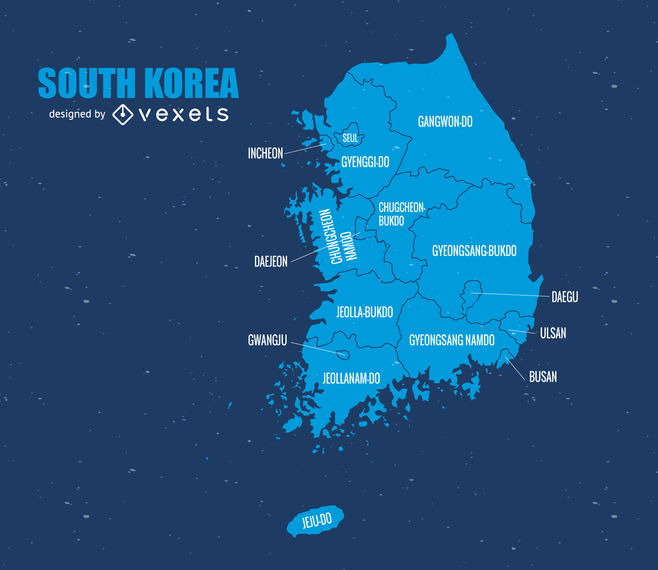 SOUTH KOREA
designed by vexels
GANGWON-DO
SEUL
INCHEON
GYENGGI-DO
CHUGCHEON-
BUKDO
CHUNGCHEON
NAMDO
GYEONGSANG-BUKDO
DAEJEON
DAEGU
JEOLLA-BUKDO
ULSAN
GWANGJU
GYEONGSANG NAMDO
BUSAN
JEOLLANAM-DO
JEJU-DO